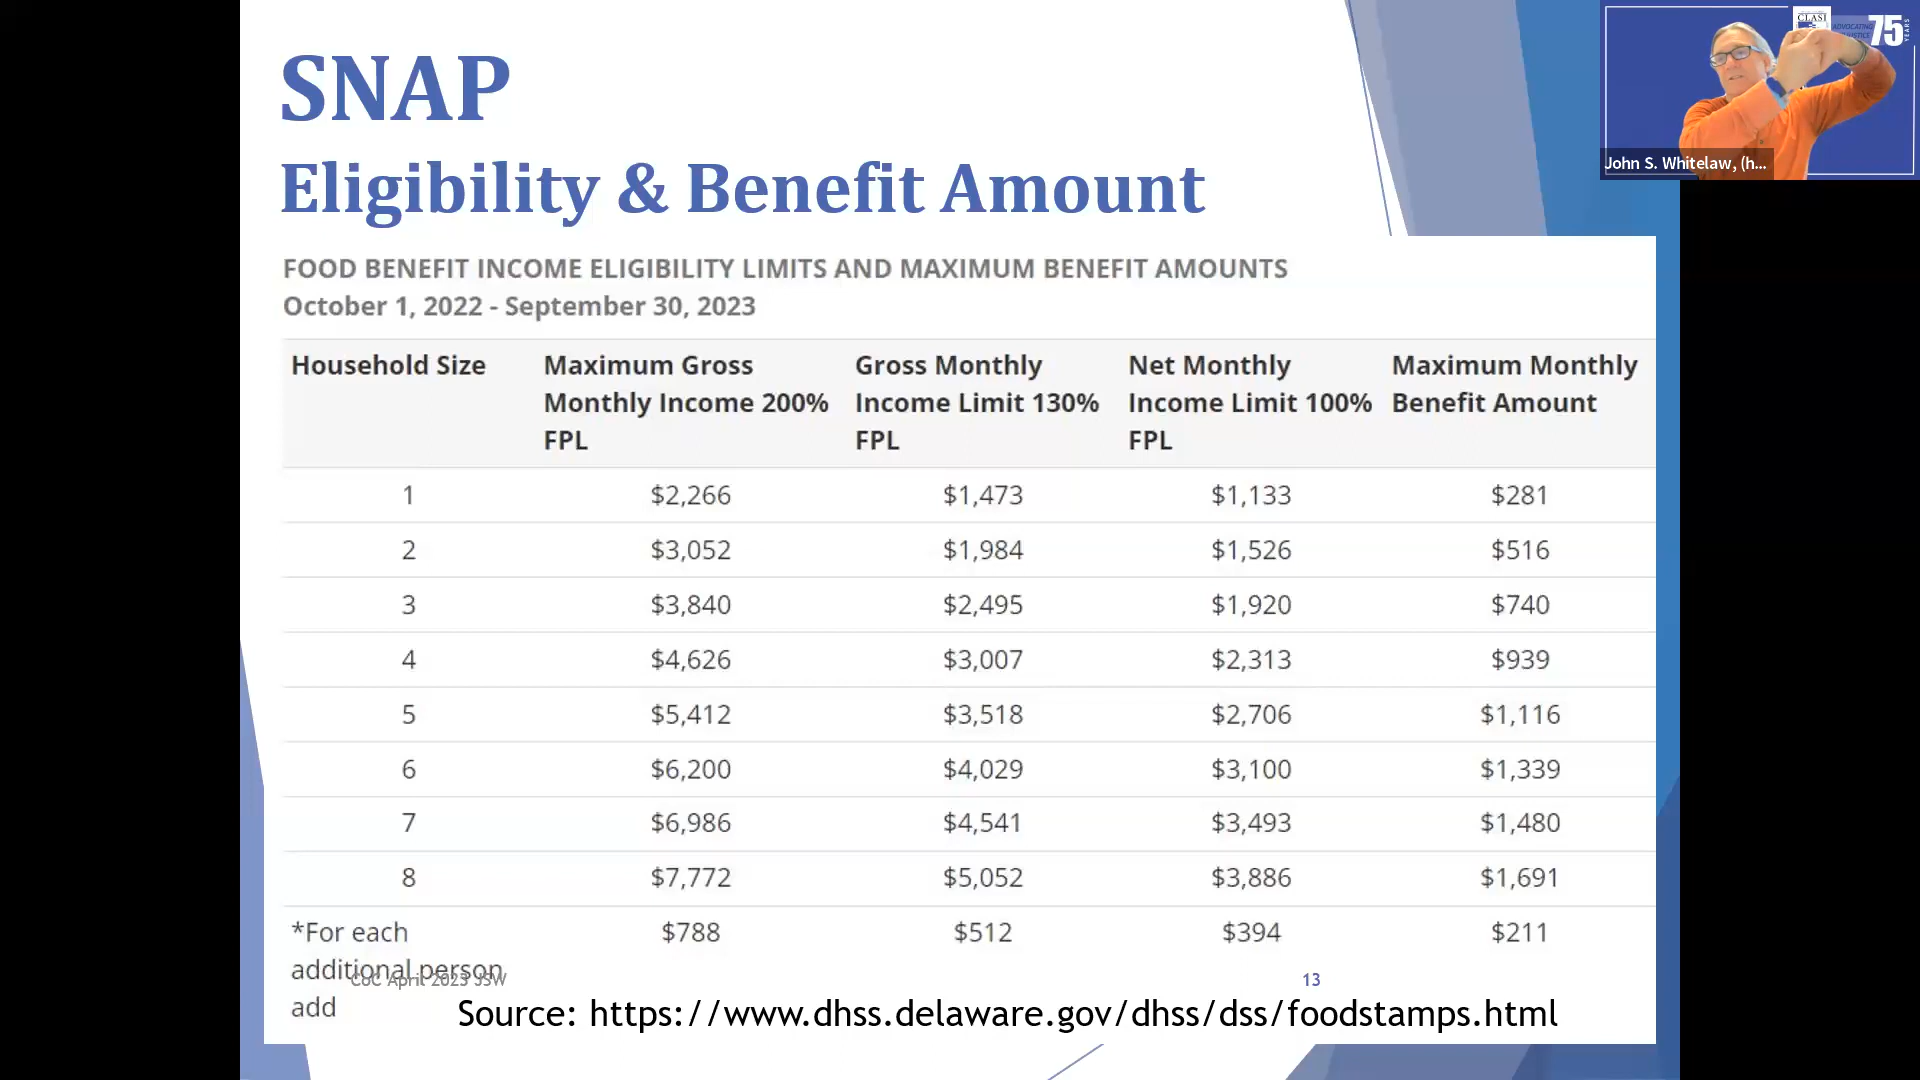 SNAP
Eligibility & Benefit Amount
FOOD BENEFIT INCOME ELIGIBILITY LIMITS AND MAXIMUM BENEFIT AMOUNTS
October 1, 2022 - September 30, 2023
Household Size Maximum Gross Monthly Income 200% FPL Gross Monthly Income Limit 130% FPL Net Monthly Income Limit 100% FPL Maximum Monthly Benefit Amount
1 $2,266 $1,473 $1,133 $281
2 $3,052 $1,984 $1,526 $516
3 $3,840 $2,495 $1,920 $740
4 $4,626 $3,007 $2,313 $939
5 $5,412 $3,518 $2,706 $1,116
6 $6,200 $4,029 $3,100 $1,339
7 $6,986 $4,541 $3,493 $1,480
8 $7,772 $5,052 $3,886 $1,691
*For each additional person add $788 $512 $394 $211
CoC April 2023 JSW
13
Source: https://www.dhss.delaware.gov/dhss/dss/foodstamps.html
CLASI
ADVOCATING
75
YEARS
John S. Whitelaw, (h...